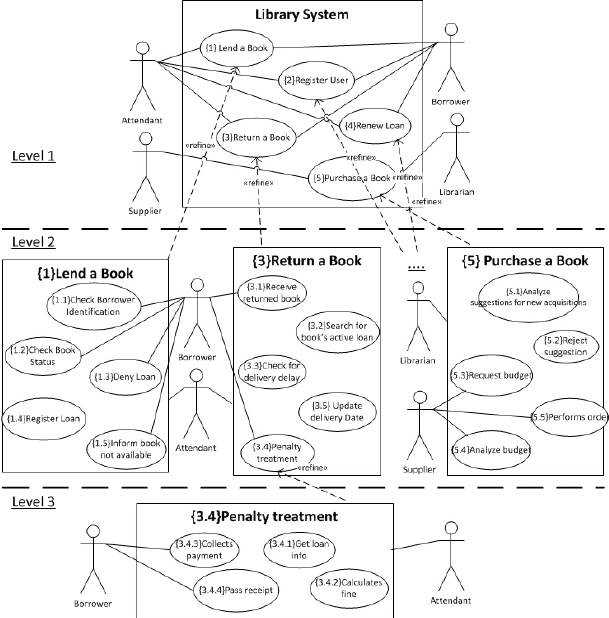 Library System
{1} Lend a Book
{2}Register User
Attendant
Borrower
{3}Return a Book
{4}Renew Loan
«refine»
Level 1
«refine»
«refine»
«refine»
{5}Purchase a Book
Supplier
Librarian
Level 2
{1}Lend a Book
{3}Return a Book
....
{5} Purchase a Book
{1.1}Check Borrower
Identification
{3.1}Receive
returned book
{5.1}Analyze
suggestions for new acquisitions
{3.2}Search for
book's active loan
{5.2}Reject
suggestion
{1.2}Check Book
Status
Borrower
Librarian
{3.3}Check for
delivery delay
{1.3}Deny Loan
{5.3}Request budget
{1.4}Register Loan
{3.5} Update
delivery Date
{5.5}Performs order
{1.5}Inform book
not available
Attendant
{3.4}Penalty
treatment
{5.4}Analyze budget
«refine»
Supplier
Level 3
{3.4}Penalty treatment
{3.4.3}Collects
payment
{3.4.1}Get loan
info
{3.4.4}Pass receipt
{3.4.2}Calculates
fine
Borrower
Attendant